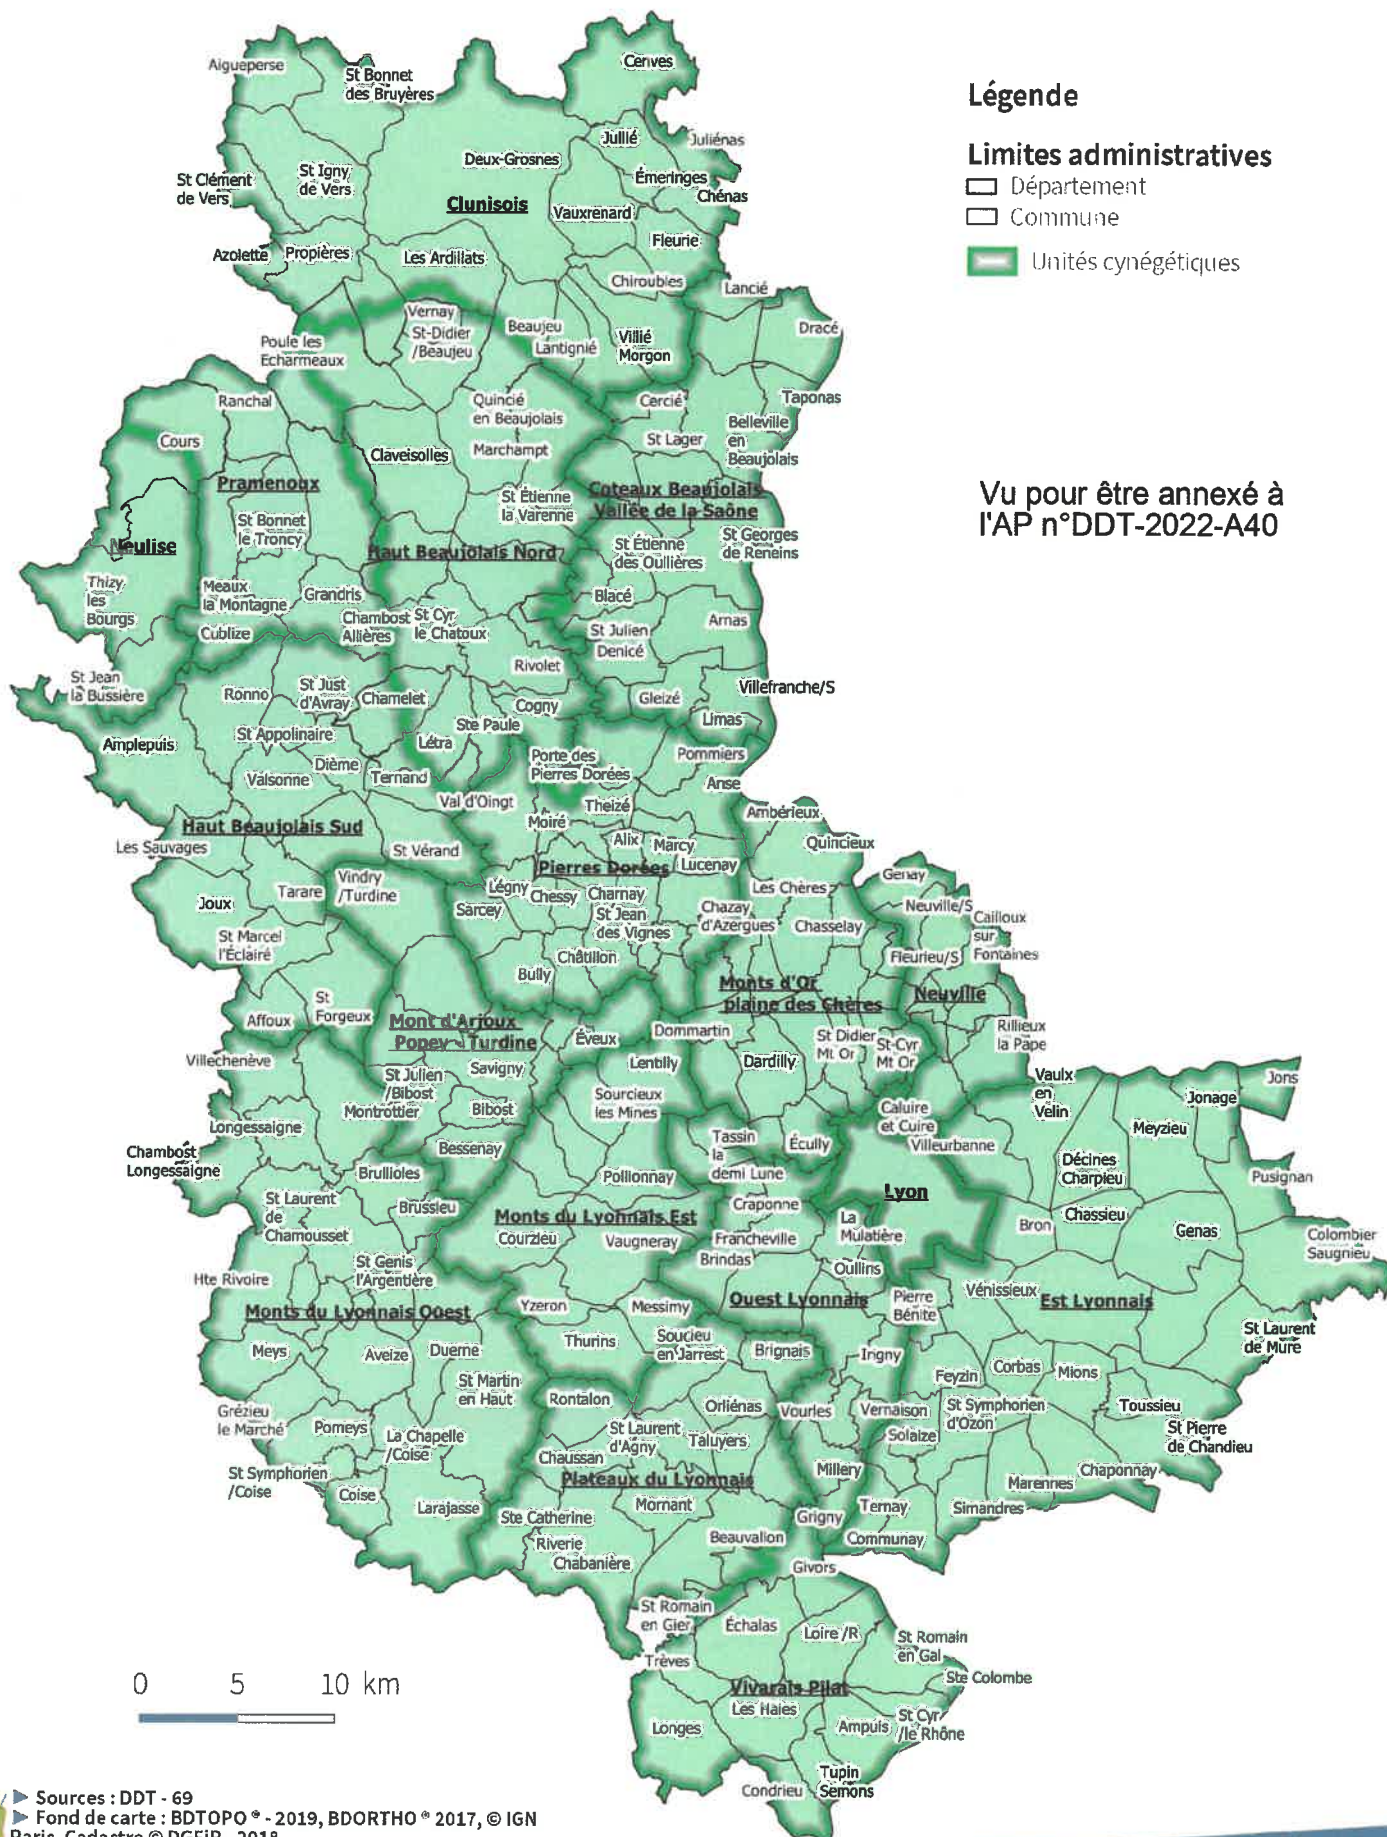 Aigueperse
St Bonnet
des Bruyères
Cenves
Légende
Limites administratives
Département
Commune
Unités cynégétiques
Jullié
Juliénas
Deux-Grosnes
St Igny
de Vers
St Clément
de Vers
Émeringes
Chénas
Clunisois
Vauxrenard
Fleurie
Azolette
Propières
Les Ardillats
Chiroubles
Lancié
Vernay
St-Didier
/Beaujeu
Beaujeu
Lantignié
Villié
Morgon
Dracé
Poule les
Echarmeaux
Ranchal
Quincié
en Beaujolais
Cercié
Taponas
Belleville
en
Beaujolais
Cours
Claveisolles
Marchampt
St Lager
Pramenoux
St Étienne
la Varenne
Coteaux Beaujolais
Vallée de la Saône
Vu pour être annexé à
l'AP n°DDT-2022-A40
St Bonnet
le Troncy
Neulise
Haut Beaujolais Nord
St Étienne
des Oullières
St Georges
de Reneins
Thizy
les
Bourgs
Meaux
la Montagne
Grandris
Blacé
Arnas
Cublize
Chambost
Allières
St Cyr
le Chatoux
St Julien
Denicé
Rivolet
St Jean
la Bussière
Ronno
St Just
d'Avray
Chamelet
Cogny
Gleizé
Villefranche/S
Limas
Amplepuis
St Appolinaire
Ste Paule
Létra
Dième
Valsonne
Ternand
Porte des
Pierres Dorées
Pommiers
Anse
Val d'Oingt
Theizé
Moiré
Ambérieux
Haut Beaujolais Sud
Les Sauvages
St Vérand
Alix
Marcy
Lucenay
Quincieux
Pierres Dorées
Vindry
/Turdine
Tarare
Joux
Légny
Chessy
Charnay
Sarcey
St Jean
des Vignes
Les Chères
Genay
Chazay
d'Azergues
Chasselay
Neuville/S
Cailloux
sur
Fontaines
St Marcel
l'Éclairé
Châtillon
Bully
Fleurieu/S
St
Forgeux
Affoux
Monts d'Or
plaine des Chères
Neuville
Mont d'Arjoux
Popey - Turdine
Éveux
Dommartin
St Didier
Mt Or
St-Cyr
Mt Or
Rillieux
la Pape
Villechenève
Lentilly
Dardilly
St Julien
/Bibost
Savigny
Montrottier
Bibost
Sourcieux
les Mines
Vaulx
en
Velin
Jons
Jonage
Longessaigne
Caluire
et Cuire
Villeurbanne
Meyzieu
Chambost
Longessaigne
Bessenay
Tassin
la
demi Lune
Écully
Décines
Charpieu
Brullioles
Pollionnay
Pusignan
St Laurent
de
Chamousset
Brussieu
Craponne
Lyon
Monts du Lyonnais Est
Courzieu
Vaugneray
Francheville
Brindas
La
Mulatière
Bron
Chassieu
Genas
Colombier
Saugnieu
St Genis
l'Argentière
Oullins
Hte Rivoire
Vénissieux
Monts du Lyonnais Ouest
Yzeron
Messimy
Ouest Lyonnais
Pierre
Bénite
Est Lyonnais
Meys
Aveize
Duerne
Thurins
Soucieu
en Jarrest
Brignais
Irigny
St Laurent
de Mure
St Martin
en Haut
Feyzin
Corbas
Mions
Rontalon
Orliénas
Vourles
Vernaison
St Symphorien
d'Ozon
Toussieu
Grézieu
le Marché
Pomeys
La Chapelle
/Coise
St Laurent
d'Agny
Taluyers
Solaize
St Pierre
de Chandieu
Chaussan
Plateaux du Lyonnais
Millery
Marennes
Chaponnay
St Symphorien
/Coise
Coise
Larajasse
Ste Catherine
Mornant
Grigny
Ternay
Simandres
Riverie
Chabanière
Beauvallon
Communay
Givors
St Romain
en Gier
Échalas
Loire /R
St Romain
en Gal
Trèves
Ste Colombe
Vivarais Pilat
Les Haies
Longes
Ampuis
St Cyr
/le Rhône
Tupin
Semons
Condrieu
0 5 10 km
Sources : DDT - 69
Fond de carte : BDTOPO ® - 2019, BDORTHO ® 2017, © IGN
Paris, Cadastre © DGFiP - 2018